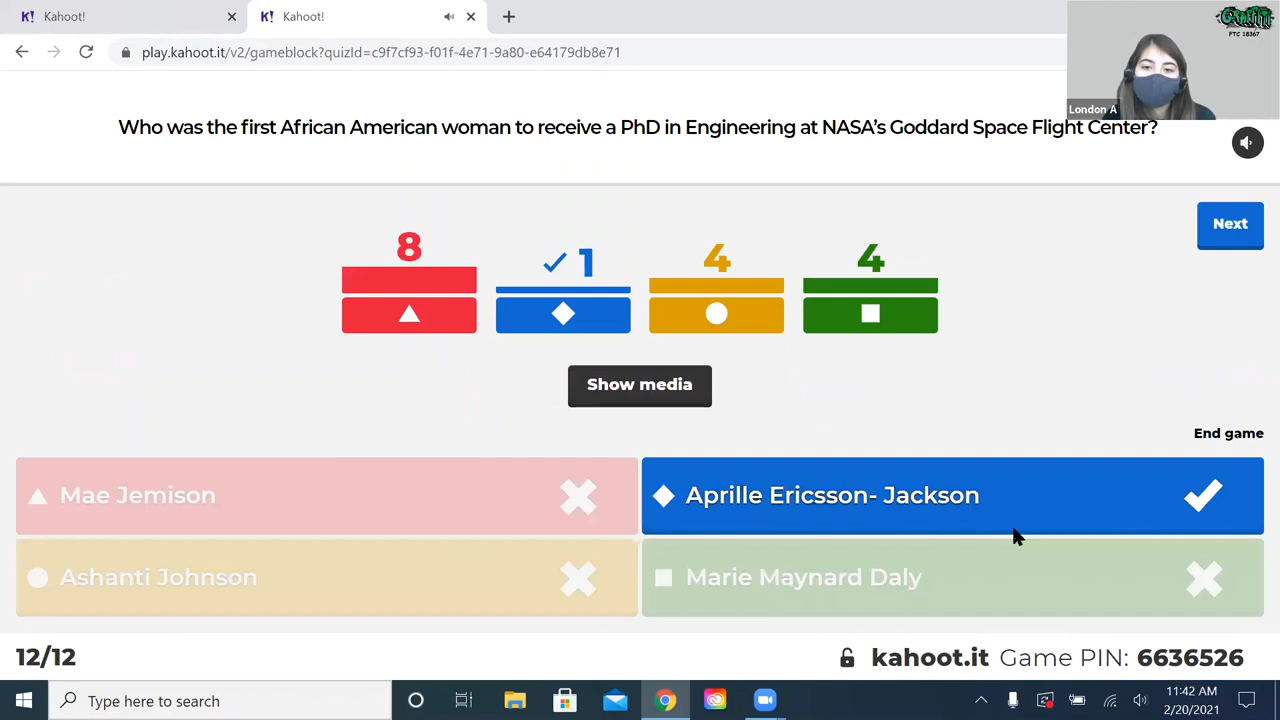 Kahoot!
Kahoot!
GRAFFITI
FTC 18367
play.kahoot.it/v2/gameblock?quizId=c9f7cf93-f01f-4e71-9a80-e64179db8e71
London A
Who was the first African American woman to receive a PhD in Engineering at NASA's Goddard Space Flight Center?
Next
8
1
4
4
Show media
End game
Mae Jemison
Aprille Ericsson- Jackson
Ashanti Johnson
Marie Maynard Daly
12/12
kahoot.it Game PIN: 6636526
Type here to search
11:42 AM
2/20/2021